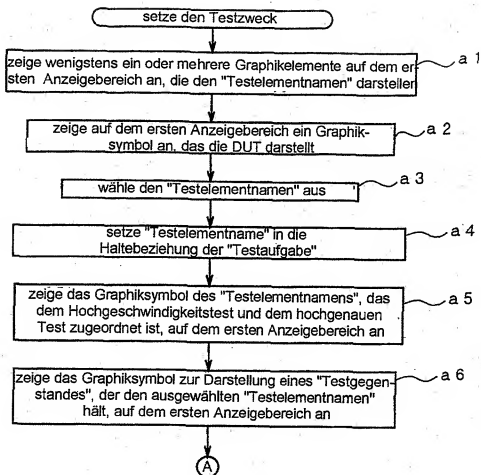 setze den Testzweck
zeige wenigstens ein oder mehrere Graphikelemente auf dem er-
sten Anzeigebereich an, die den "Testelementnamen" darstellen
a 1
zeige auf dem ersten Anzeigebereich ein Graphik-
symbol an, das die DUT darstellt
a 2
wähle den "Testelementnamen" aus
a 3
setze "Testelementname" in die
Haltebeziehung der "Testaufgabe"
a 4
zeige das Graphiksymbol des "Testelementnamens", das
dem Hochgeschwindigkeitstest und dem hochgenauen
Test zugeordnet ist, auf dem ersten Anzeigebereich an
a 5
zeige das Graphiksymbol zur Darstellung eines "Testgegen-
standes", der den ausgewählten "Testelementnamen"
hält, auf dem ersten Anzeigebereich an
a 6
A